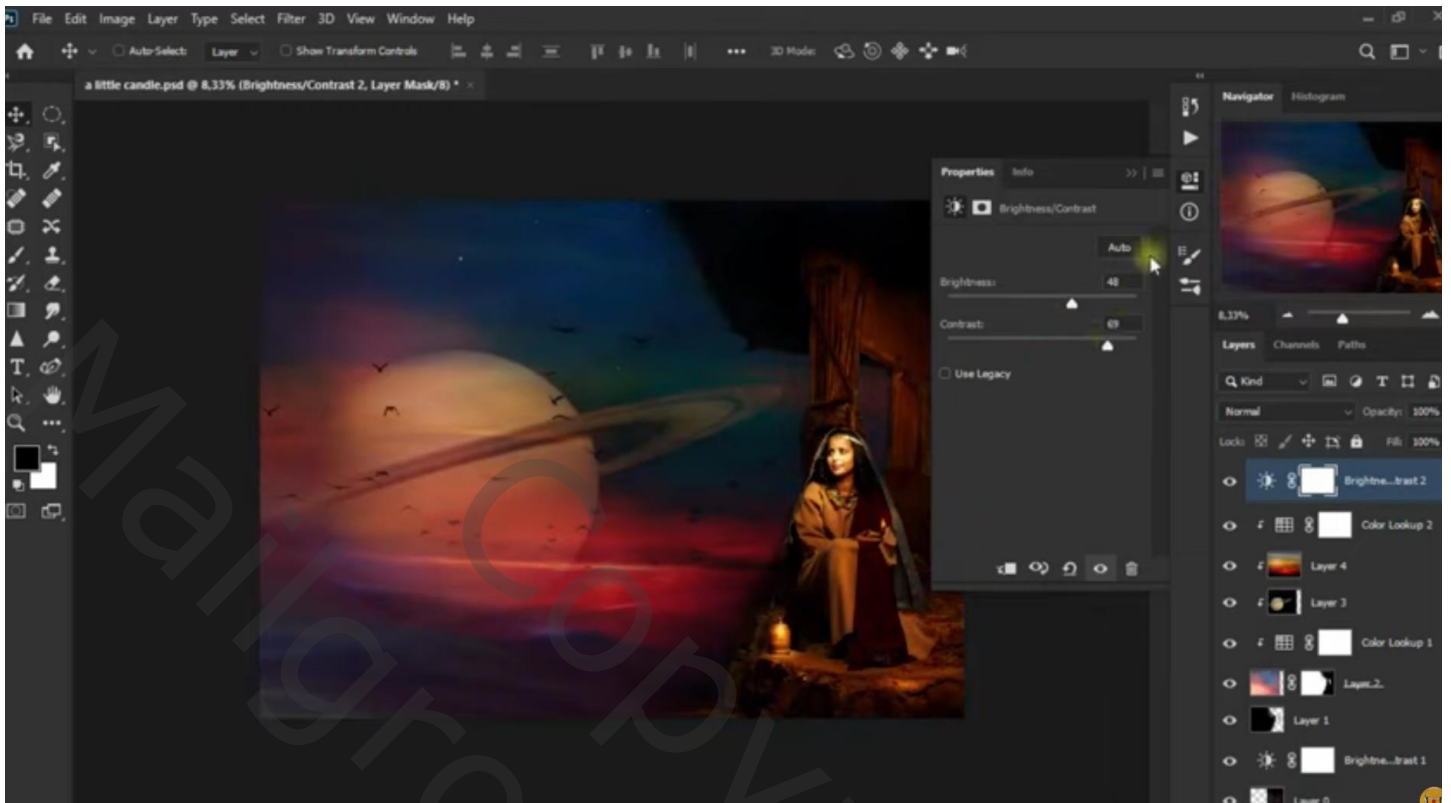 Ps File Edit Image Layer Type Select Filter 3D View Window Help
Auto-Select: Layer Show Transform Controls 3D Mode:
a little candle.psd @ 8,33% (Brightness/Contrast 2, Layer Mask/8) * ×
Navigator Histogram
Properties Info
Brightness/Contrast
Auto
Brightness: 48
Contrast: 69
Use Legacy
8,33%
Layers Channels Paths
Kind
Normal Opacity: 100%
Lock: Fill: 100%
Brightne...trast 2
Color Lookup 2
Layer 4
Layer 3
Color Lookup 1
Layer 2
Layer 1
Brightne...trast 1
Layer 0